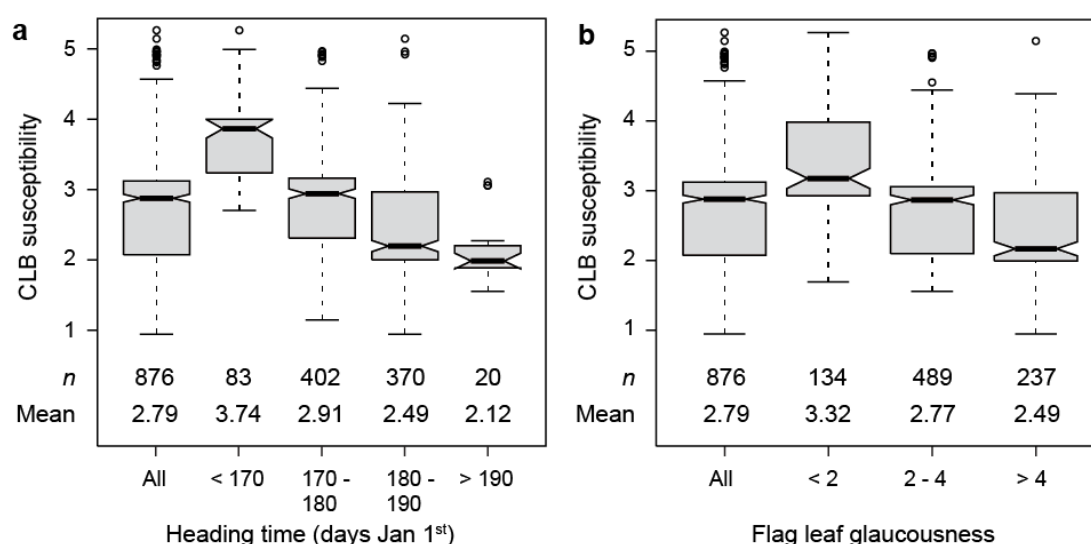 a
CLB susceptibility
5
4
3
2
1
n 876 83 402 370 20
Mean 2.79 3.74 2.91 2.49 2.12
All < 170 170 - 180 - > 190
180 190
Heading time (days Jan 1st)
b
CLB susceptibility
5
4
3
2
1
876 134 489 237
2.79 3.32 2.77 2.49
All < 2 2 - 4 > 4
Flag leaf glaucousness